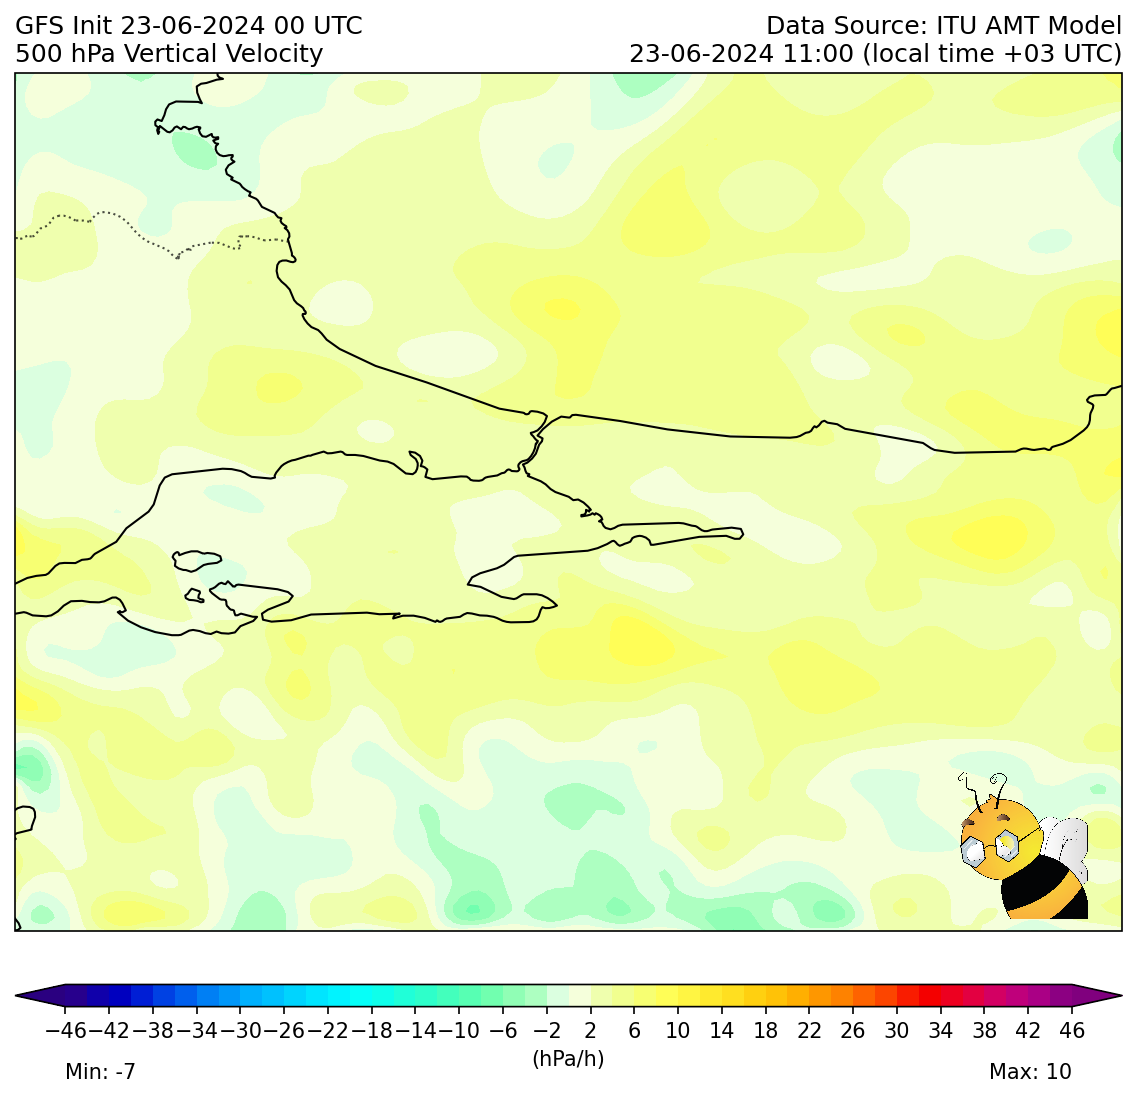 GFS Init 23-06-2024 00 UTC
500 hPa Vertical Velocity
Data Source: ITU AMT Model
23-06-2024 11:00 (local time +03 UTC)
−46 −42 −38 −34 −30 −26 −22 −18 −14 −10 −6 −2 2 6 10 14 18 22 26 30 34 38 42 46
(hPa/h)
Min: -7
Max: 10